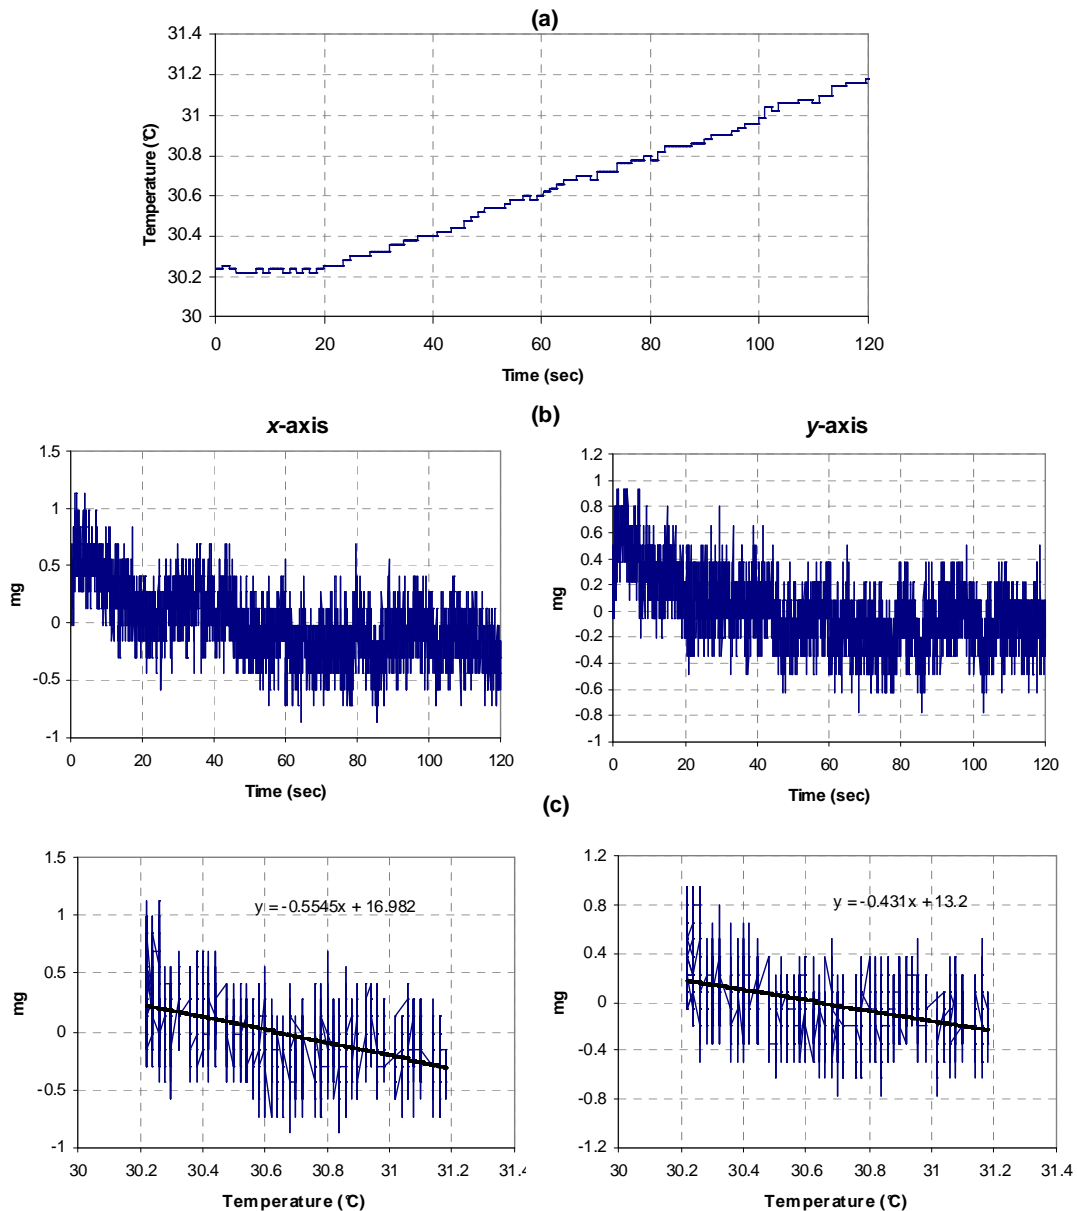 (a)
31.4
31.2
31
30.8
30.6
30.4
30.2
30
Temperature (°C)
0 20 40 60 80 100 120
Time (sec)
(b)
x-axis
1.5
1
0.5
0
-0.5
-1
mg
0 20 40 60 80 100 120
Time (sec)
y-axis
1.2
1
0.8
0.6
0.4
0.2
0
-0.2
-0.4
-0.6
-0.8
-1
mg
0 20 40 60 80 100 120
Time (sec)
(c)
1.5
1
0.5
0
-0.5
-1
mg
y = -0.5545x + 16.982
30 30.2 30.4 30.6 30.8 31 31.2 31.4
Temperature (°C)
1.2
0.8
0.4
0
-0.4
-0.8
-1.2
mg
y = -0.431x + 13.2
30 30.2 30.4 30.6 30.8 31 31.2 31.4
Temperature (°C)